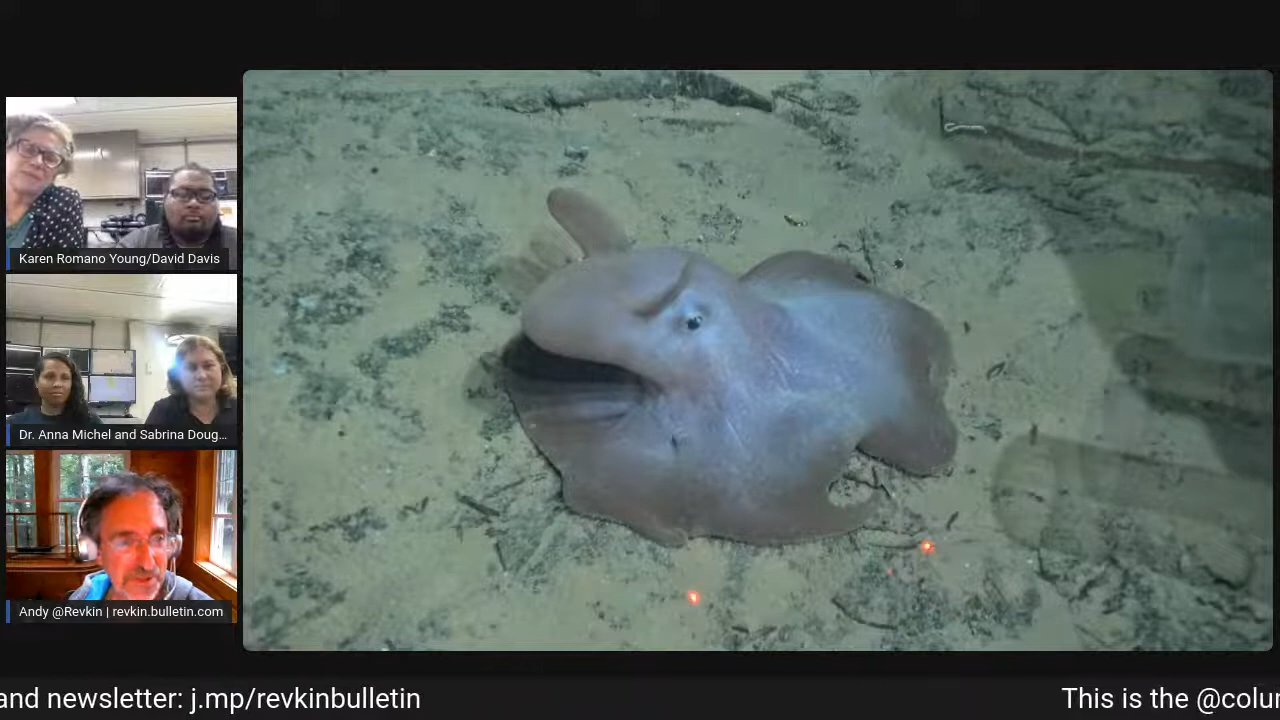 Karen Romano Young/David Davis
Dr. Anna Michel and Sabrina Doug...
Andy @Revkin | revkin.bulletin.com
and newsletter: j.mp/revkinbulletin
This is the @colu